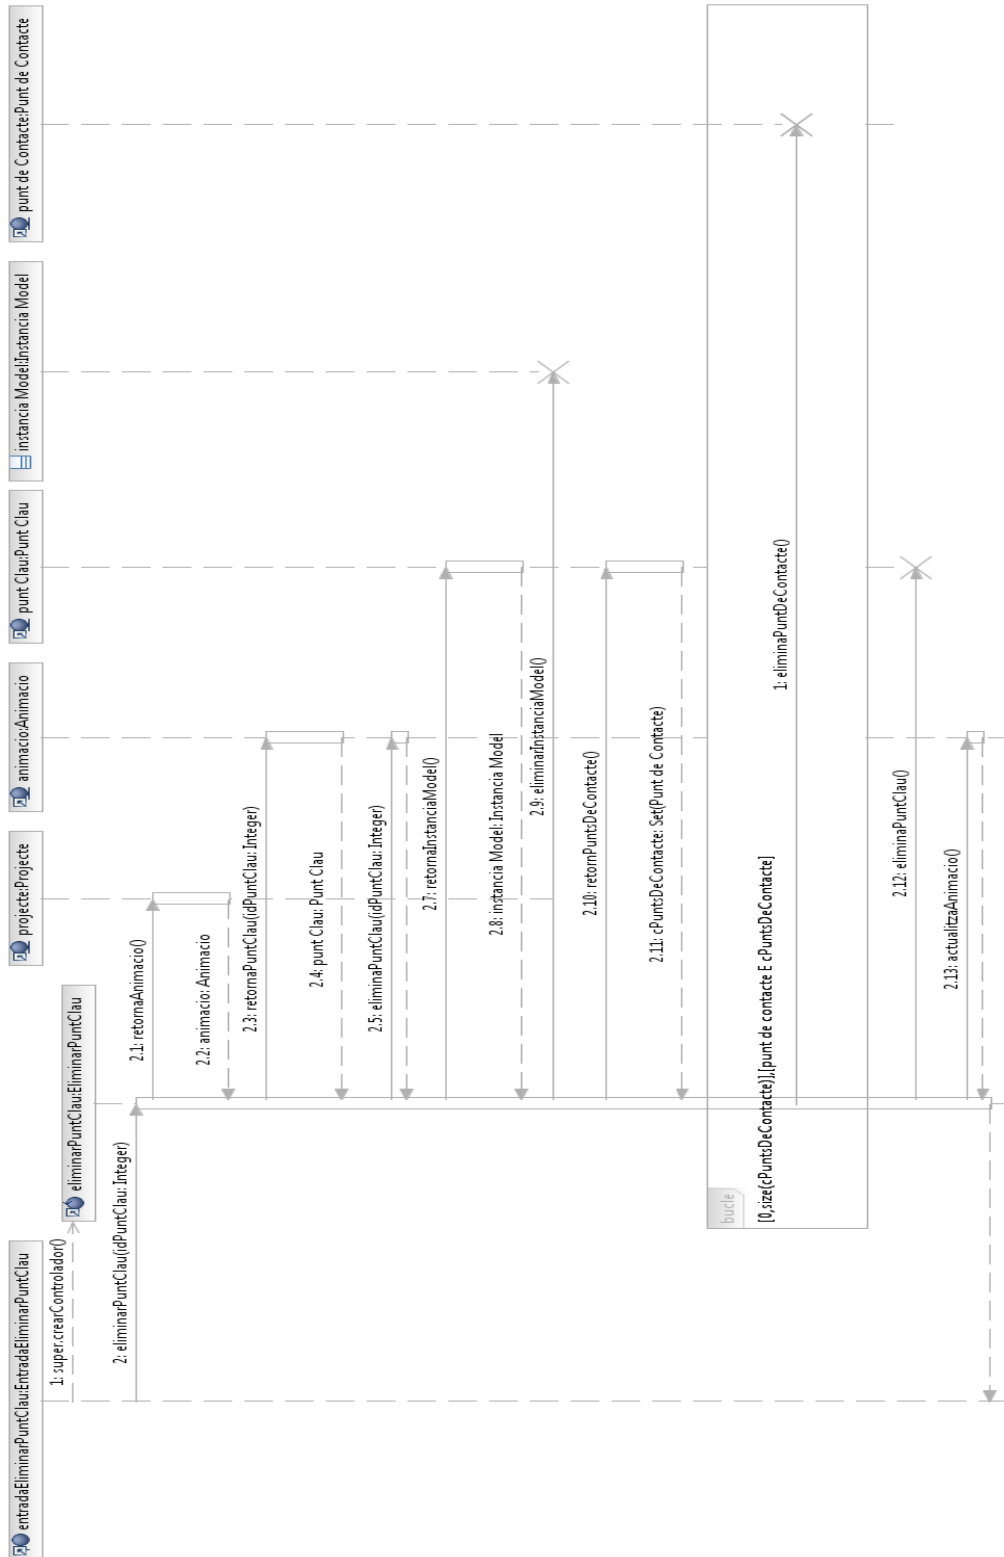 entradaEliminarPuntClau:EntradaEliminarPuntClau
eliminarPuntClau:EliminarPuntClau
projecte:Projecte
animacio:Animacio
punt Clau:Punt Clau
instancia Model:Instancia Model
punt de Contacte:Punt de Contacte
1: super.crearControlador()
2: eliminarPuntClau(idPuntClau: Integer)
2.1: retornaAnimacio()
2.2: animacio: Animacio
2.3: retornaPuntClau(idPuntClau: Integer)
2.4: punt Clau: Punt Clau
2.5: eliminaPuntClau(idPuntClau: Integer)
2.7: retornaInstanciaModel()
2.8: instancia Model: Instancia Model
2.9: eliminarInstanciaModel()
2.10: retornPuntsDeContacte()
2.11: cPuntsDeContacte: Set(Punt de Contacte)
bucle
[0,size(cPuntsDeContacte)],[punt de contacte E cPuntsDeContacte]
1: eliminaPuntDeContacte()
2.12: eliminaPuntClau()
2.13: actualitzaAnimacio()